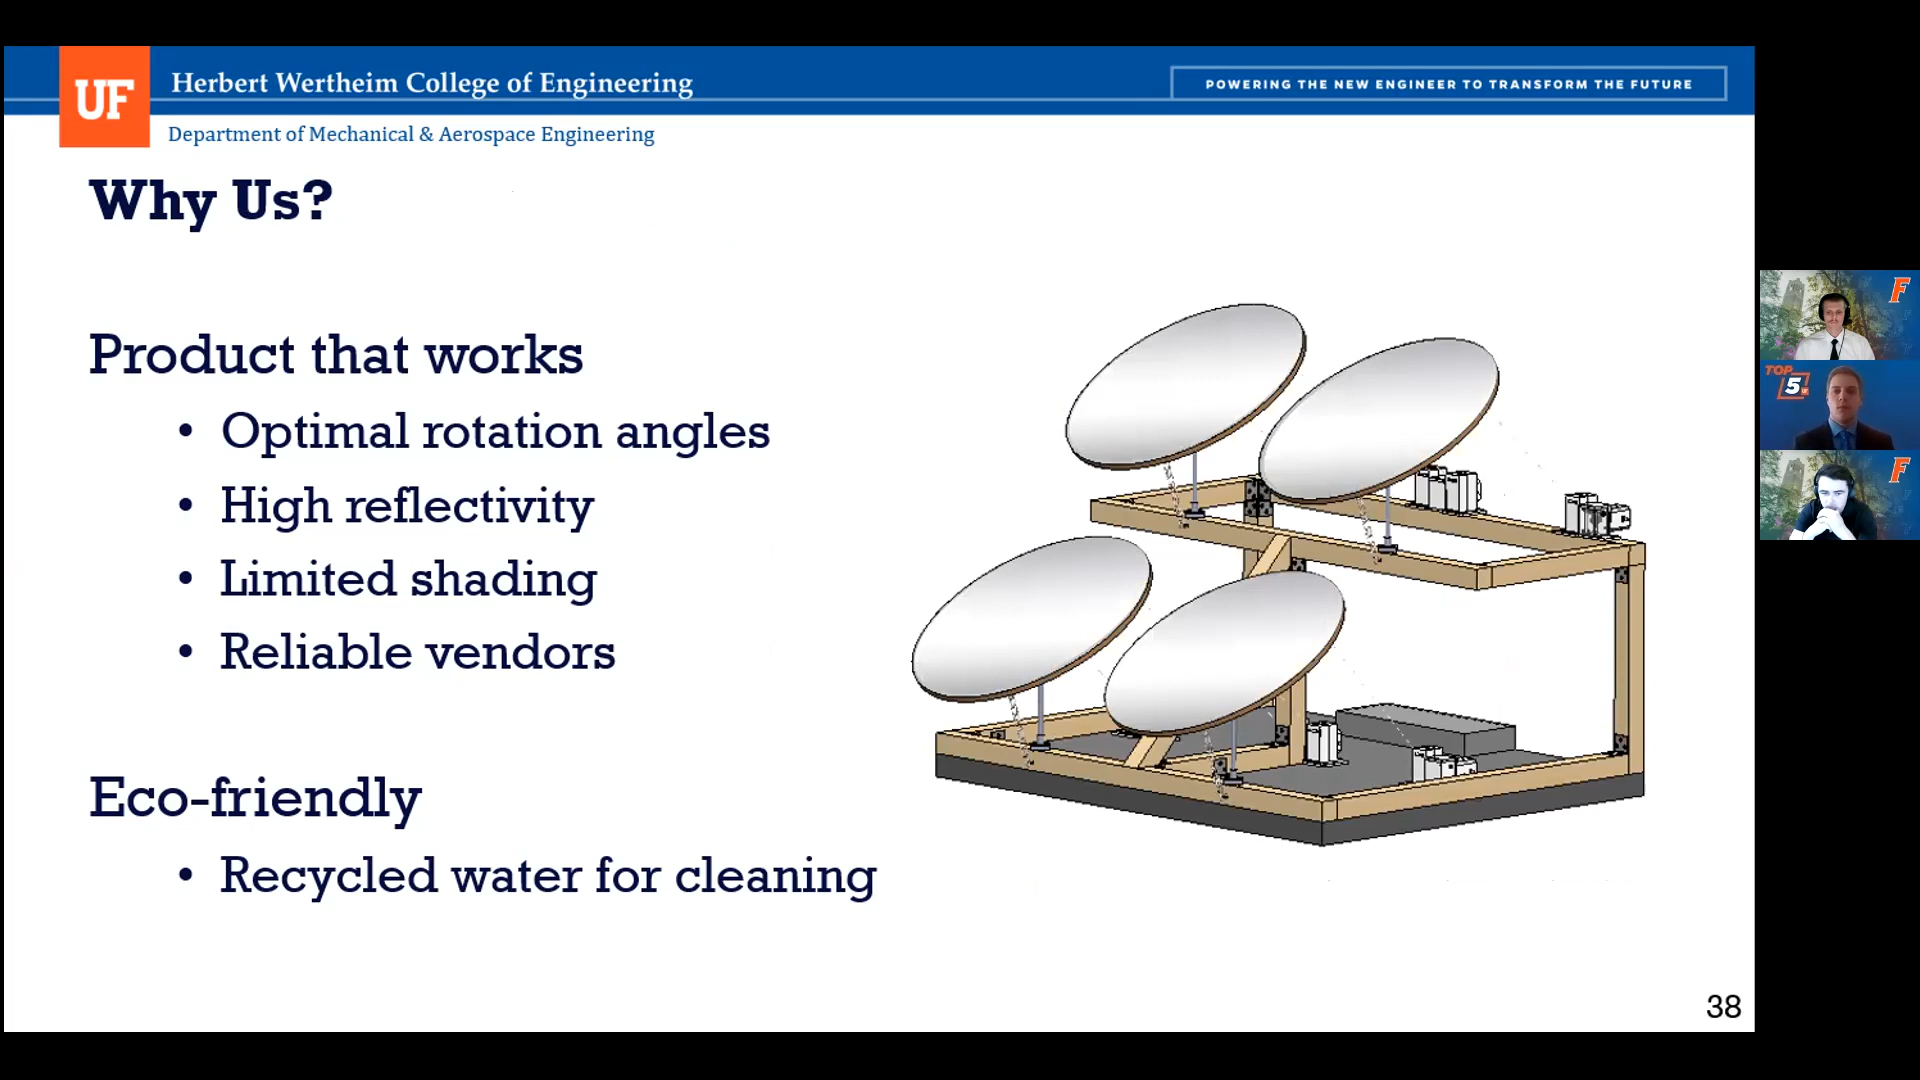 UF
Herbert Wertheim College of Engineering
POWERING THE NEW ENGINEER TO TRANSFORM THE FUTURE
Department of Mechanical & Aerospace Engineering
Why Us?
Product that works
• Optimal rotation angles
• High reflectivity
• Limited shading
• Reliable vendors
Eco-friendly
• Recycled water for cleaning
38
F
TOP
5
F